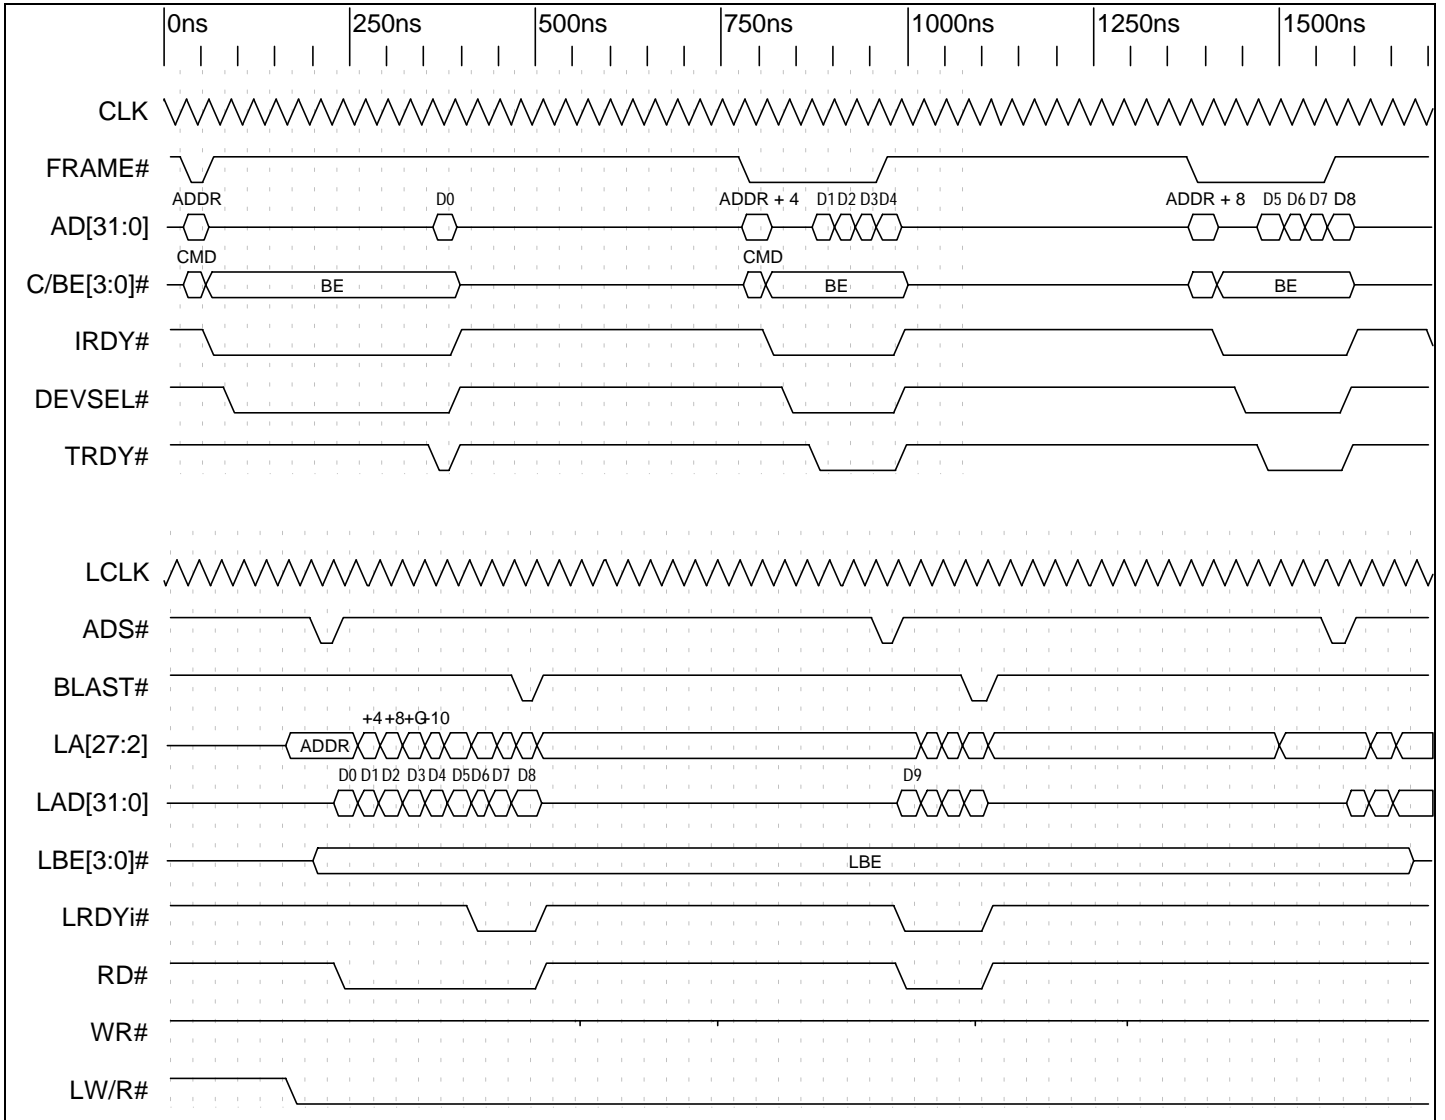 0ns 250ns 500ns 750ns 1000ns 1250ns 1500ns
CLK
FRAME#
ADDR D0 ADDR + 4 D1 D2 D3 D4 ADDR + 8 D5 D6 D7 D8
AD[31:0]
CMD CMD
C/BE[3:0]# BE BE BE
IRDY#
DEVSEL#
TRDY#
LCLK
ADS#
BLAST#
+4 +8 +C +10
LA[27:2] ADDR
D0 D1 D2 D3 D4 D5 D6 D7 D8 D9
LAD[31:0]
LBE[3:0]# LBE
LRDYi#
RD#
WR#
LW/R#